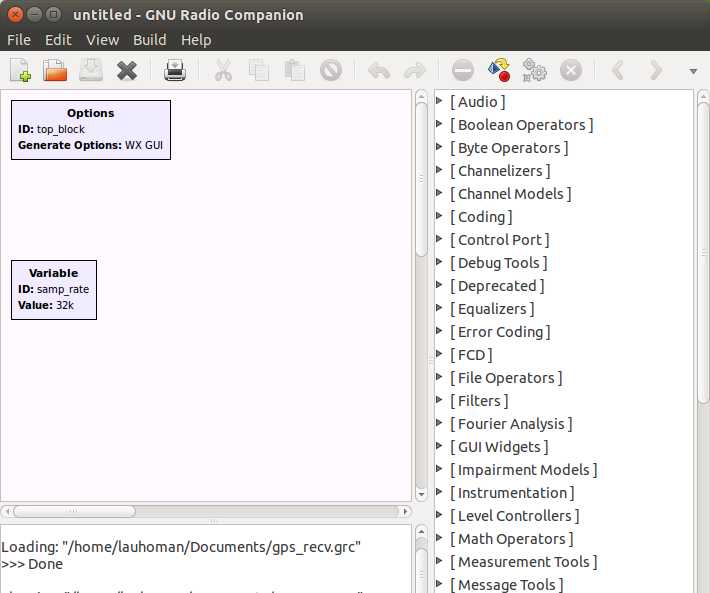 untitled - GNU Radio Companion
File Edit View Build Help
Options
ID: top_block
Generate Options: WX GUI
Variable
ID: samp_rate
Value: 32k
[ Audio ]
[ Boolean Operators ]
[ Byte Operators ]
[ Channelizers ]
[ Channel Models ]
[ Coding ]
[ Control Port ]
[ Debug Tools ]
[ Deprecated ]
[ Equalizers ]
[ Error Coding ]
[ FCD ]
[ File Operators ]
[ Filters ]
[ Fourier Analysis ]
[ GUI Widgets ]
[ Impairment Models ]
[ Instrumentation ]
[ Level Controllers ]
[ Math Operators ]
[ Measurement Tools ]
[ Message Tools ]
Loading: "/home/lauhoman/Documents/gps_recv.grc"
>>> Done